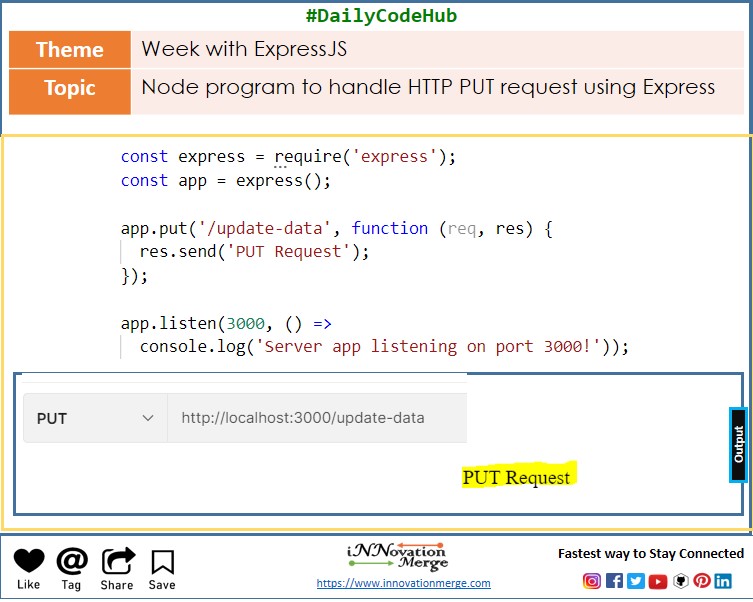 #DailyCodeHub
Theme
Week with ExpressJS
Topic
Node program to handle HTTP PUT request using Express
const express = require('express');
const app = express();
app.put('/update-data', function (req, res) {
res.send('PUT Request');
});
app.listen(3000, () =>
console.log('Server app listening on port 3000!'));
PUT
http://localhost:3000/update-data
Output
PUT Request
Like
Tag
Share
Save
iNNovation
Merge
https://www.innovationmerge.com
Fastest way to Stay Connected